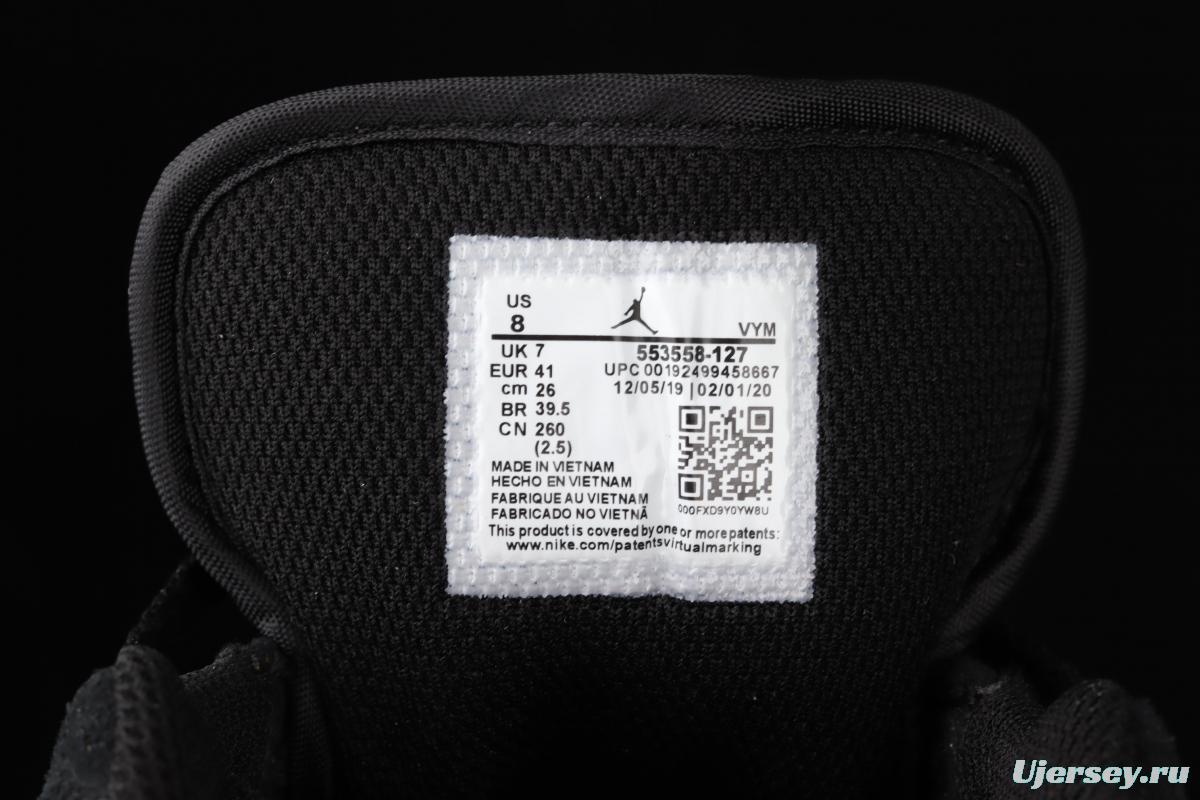 US
8
VYM
UK 7
553558-127
EUR 41
UPC 00192499458667
cm 26
12/05/19 | 02/01/20
BR 39.5
CN 260
(2.5)
MADE IN VIETNAM
HECHO EN VIETNAM
FABRIQUE AU VIETNAM
FABRICADO NO VIETNÃ
000FXD9Y0YW8U
This product is covered by one or more patents:
www.nike.com/patentsvirtualmarking
Ujersey.ru